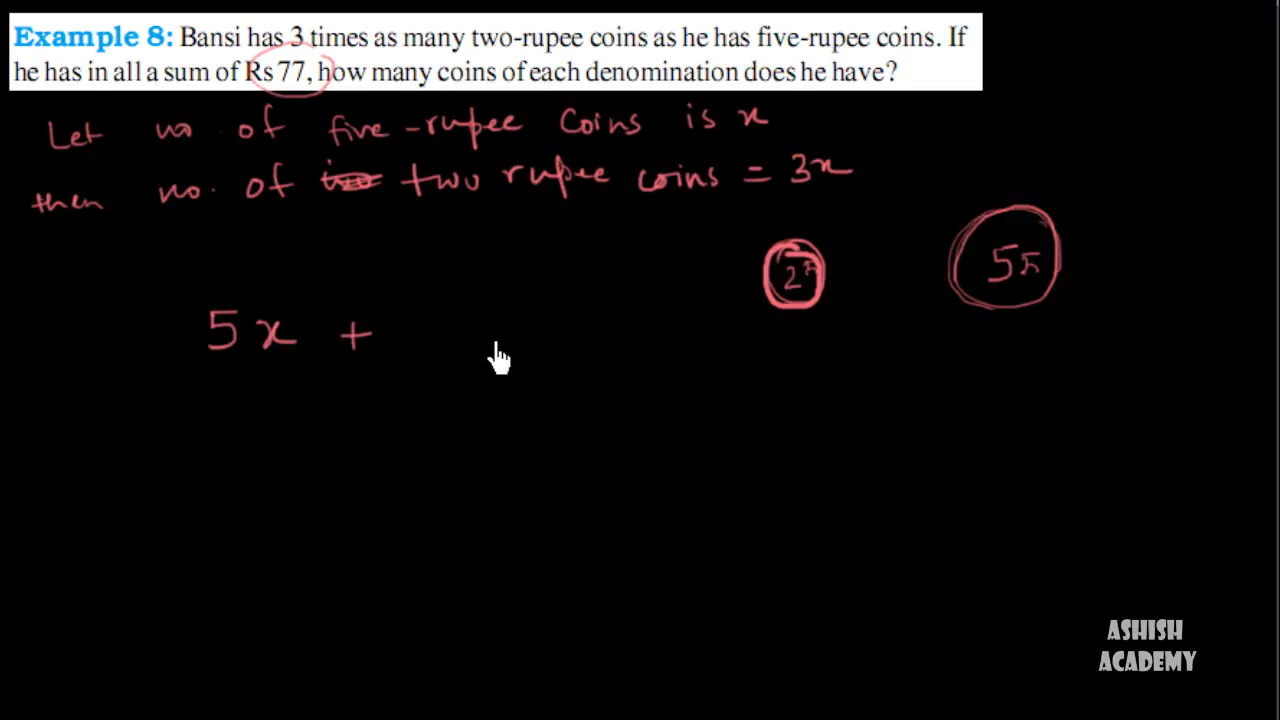 Example 8: Bansi has 3 times as many two-rupee coins as he has five-rupee coins. If
he has in all a sum of Rs 77, how many coins of each denomination does he have?
Let no of five-rupee coins is x
then no. of two rupee coins = 3x
2 5
5x +
ASHISH
ACADEMY